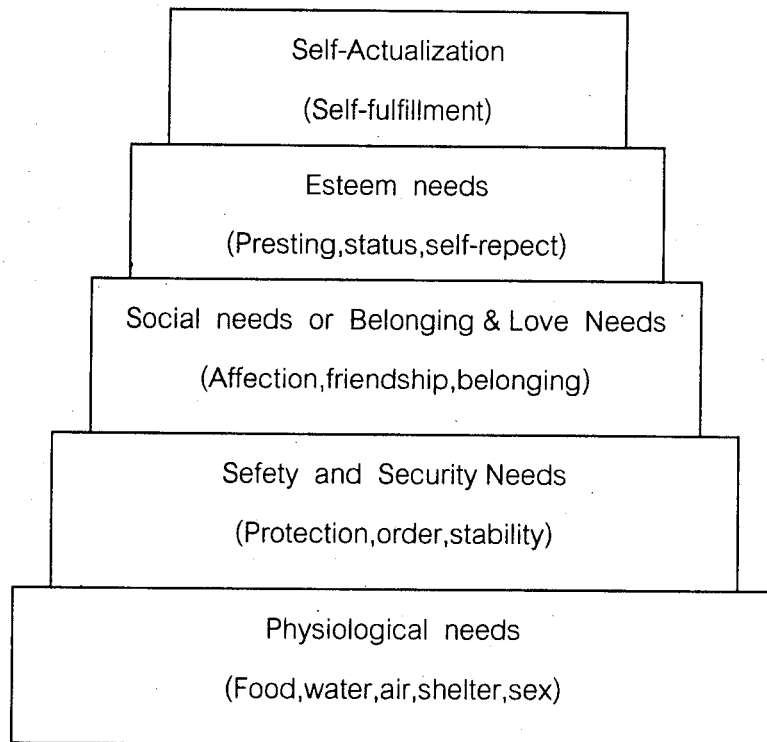 Self-Actualization
(Self-fulfillment)
Esteem needs
(Presting,status,self-repect)
Social needs or Belonging & Love Needs
(Affection,friendship,belonging)
Sefety and Security Needs
(Protection,order,stability)
Physiological needs
(Food,water,air,shelter,sex)